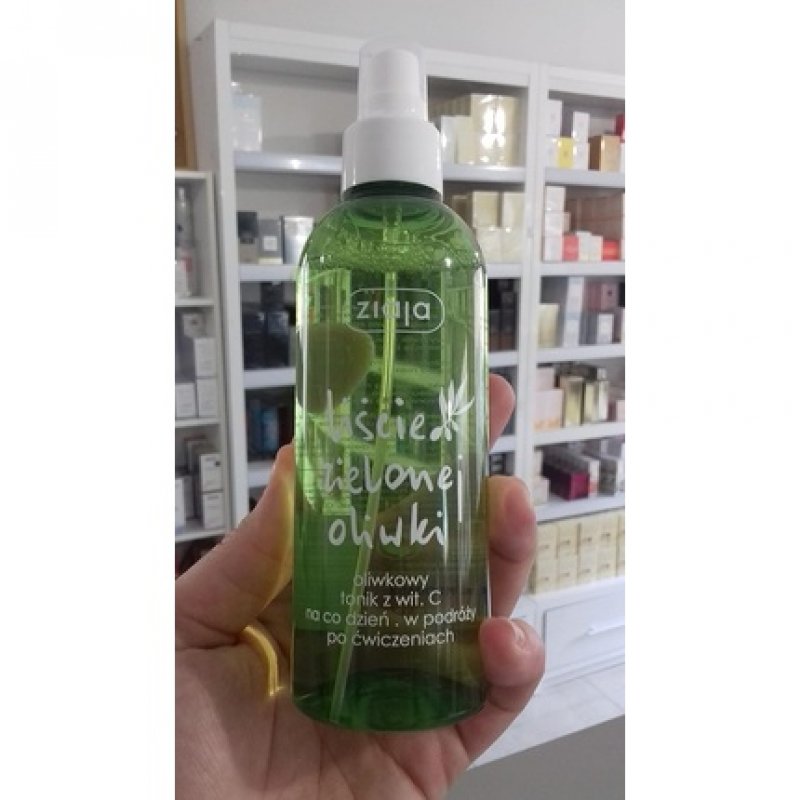 ziaja
liście
zielonej
oliwki
oliwkowy
tonik z wit. C
na co dzień . w podróży
po ćwiczeniach